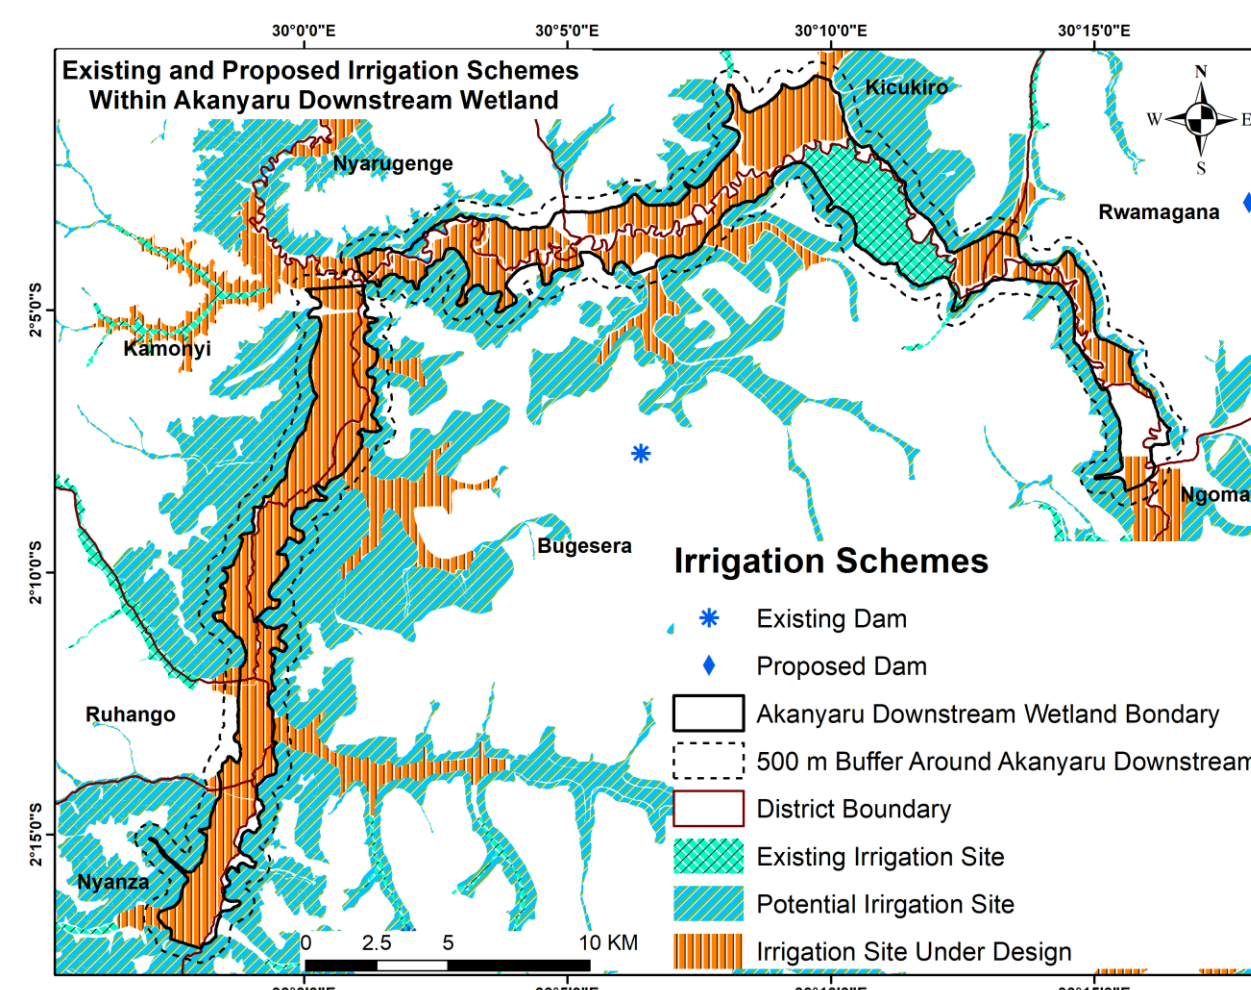 30°0'0"E
30°5'0"E
30°10'0"E
30°15'0"E
Existing and Proposed Irrigation Schemes
Within Akanyaru Downstream Wetland
Kicukiro
N
W
E
S
Nyarugenge
Rwamagana
2°5'0"S
Kamonyi
Ngoma
Bugesera
2°10'0"S
Irrigation Schemes
Existing Dam
Proposed Dam
Akanyaru Downstream Wetland Bondary
500 m Buffer Around Akanyaru Downstream
District Boundary
Existing Irrigation Site
Potential Irirgation Site
Irrigation Site Under Design
Ruhango
2°15'0"S
Nyanza
0 2.5 5 10 KM